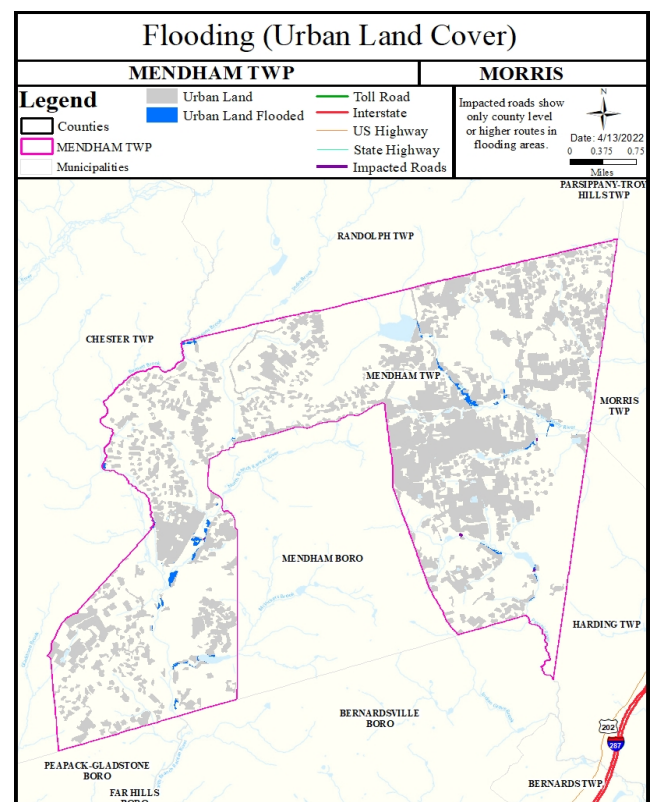 Flooding (Urban Land Cover)
MENDHAM TWP
MORRIS
Legend
Counties
MENDHAM TWP
Municipalities
Urban Land
Urban Land Flooded
Toll Road
Interstate
US Highway
State Highway
Impacted Roads
Impacted roads show
only county level
or higher routes in
flooding areas.
N
Date: 4/13/2022
0 0.375 0.75
Miles
PARSIPPANY-TROY
HILLS TWP
RANDOLPH TWP
CHESTER TWP
MENDHAM TWP
MORRIS
TWP
MENDHAM BORO
HARDING TWP
BERNARDSVILLE
BORO
202
287
PEAPACK-GLADSTONE
BORO
BERNARDS TWP
FAR HILLS
BORO